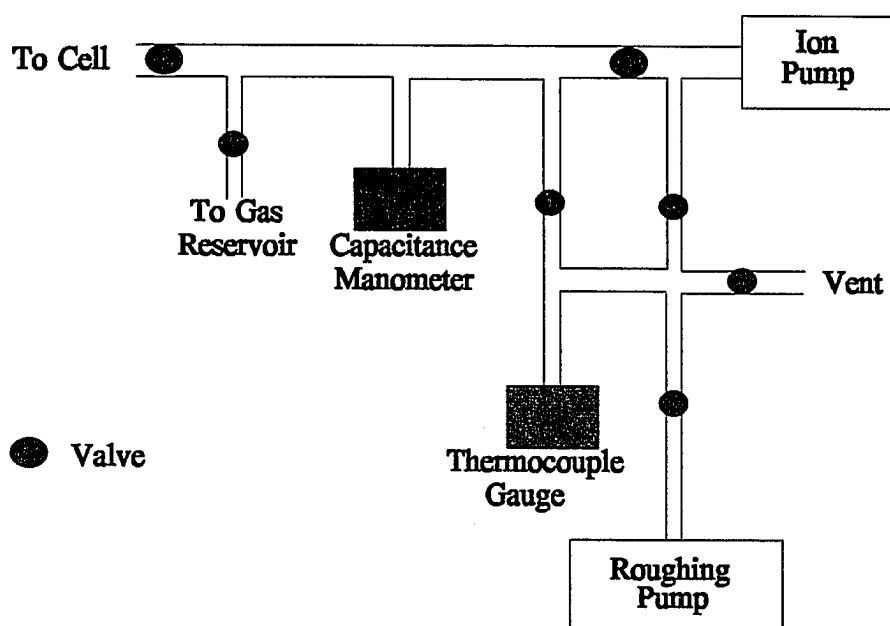 To Cell
Ion
Pump
To Gas
Reservoir
Capacitance
Manometer
Vent
Valve
Thermocouple
Gauge
Roughing
Pump